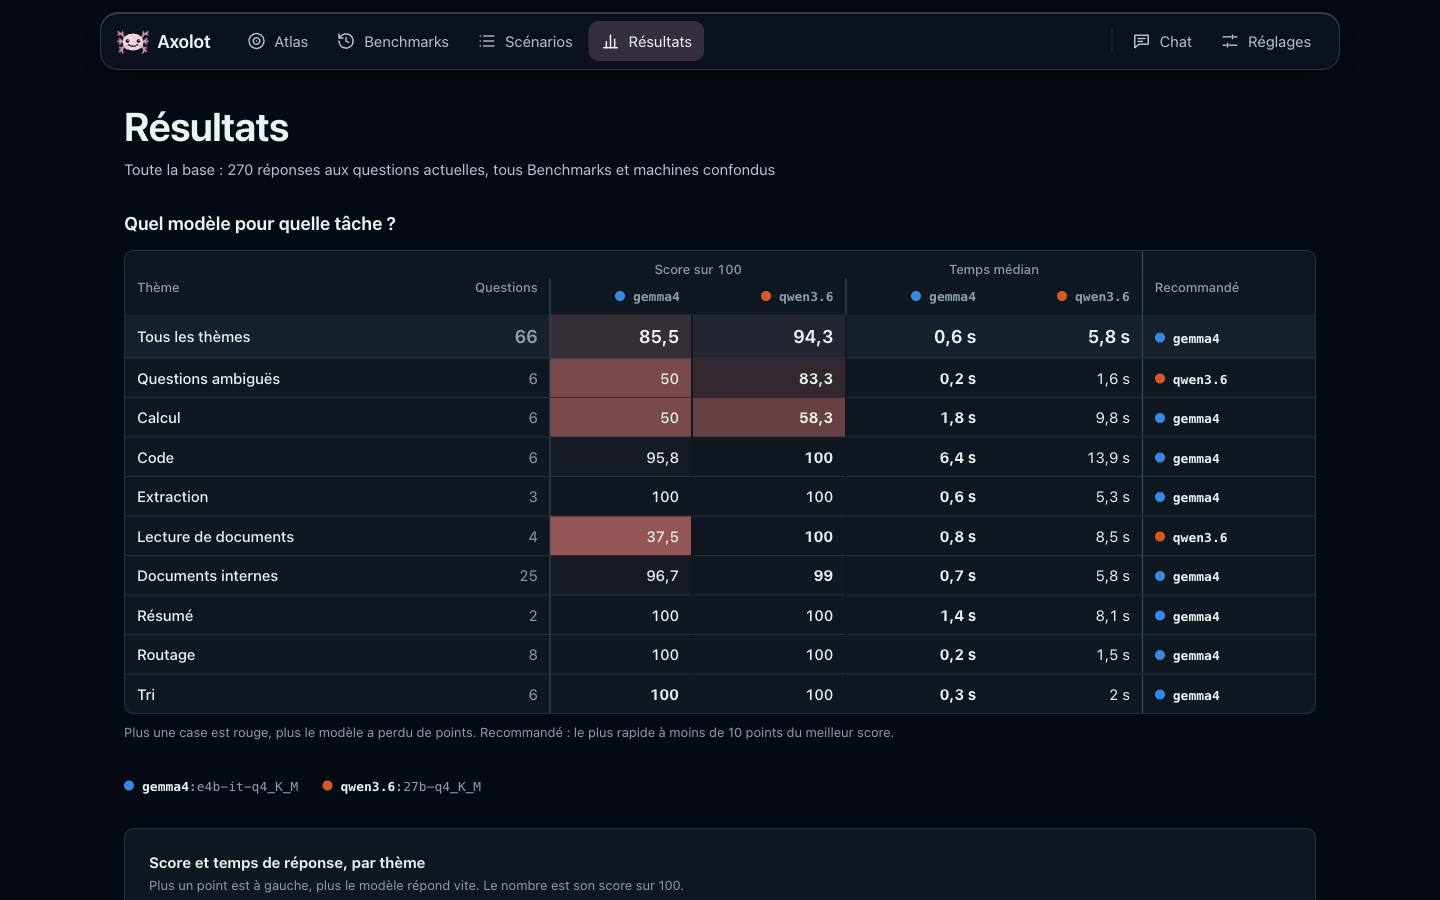 Axolot Atlas Benchmarks Scénarios Résultats Chat Réglages
Résultats
Toute la base : 270 réponses aux questions actuelles, tous Benchmarks et machines confondus
Quel modèle pour quelle tâche ?
Score sur 100 Temps médian
Thème Questions Recommandé
gemma4 qwen3.6 gemma4 qwen3.6
Tous les thèmes 66 85,5 94,3 0,6 s 5,8 s gemma4
Questions ambiguës 6 50 83,3 0,2 s 1,6 s qwen3.6
Calcul 6 50 58,3 1,8 s 9,8 s gemma4
Code 6 95,8 100 6,4 s 13,9 s gemma4
Extraction 3 100 100 0,6 s 5,3 s gemma4
Lecture de documents 4 37,5 100 0,8 s 8,5 s qwen3.6
Documents internes 25 96,7 99 0,7 s 5,8 s gemma4
Résumé 2 100 100 1,4 s 8,1 s gemma4
Routage 8 100 100 0,2 s 1,5 s gemma4
Tri 6 100 100 0,3 s 2 s gemma4
Plus une case est rouge, plus le modèle a perdu de points. Recommandé : le plus rapide à moins de 10 points du meilleur score.
gemma4:e4b-it-q4_K_M qwen3.6:27b-q4_K_M
Score et temps de réponse, par thème
Plus un point est à gauche, plus le modèle répond vite. Le nombre est son score sur 100.